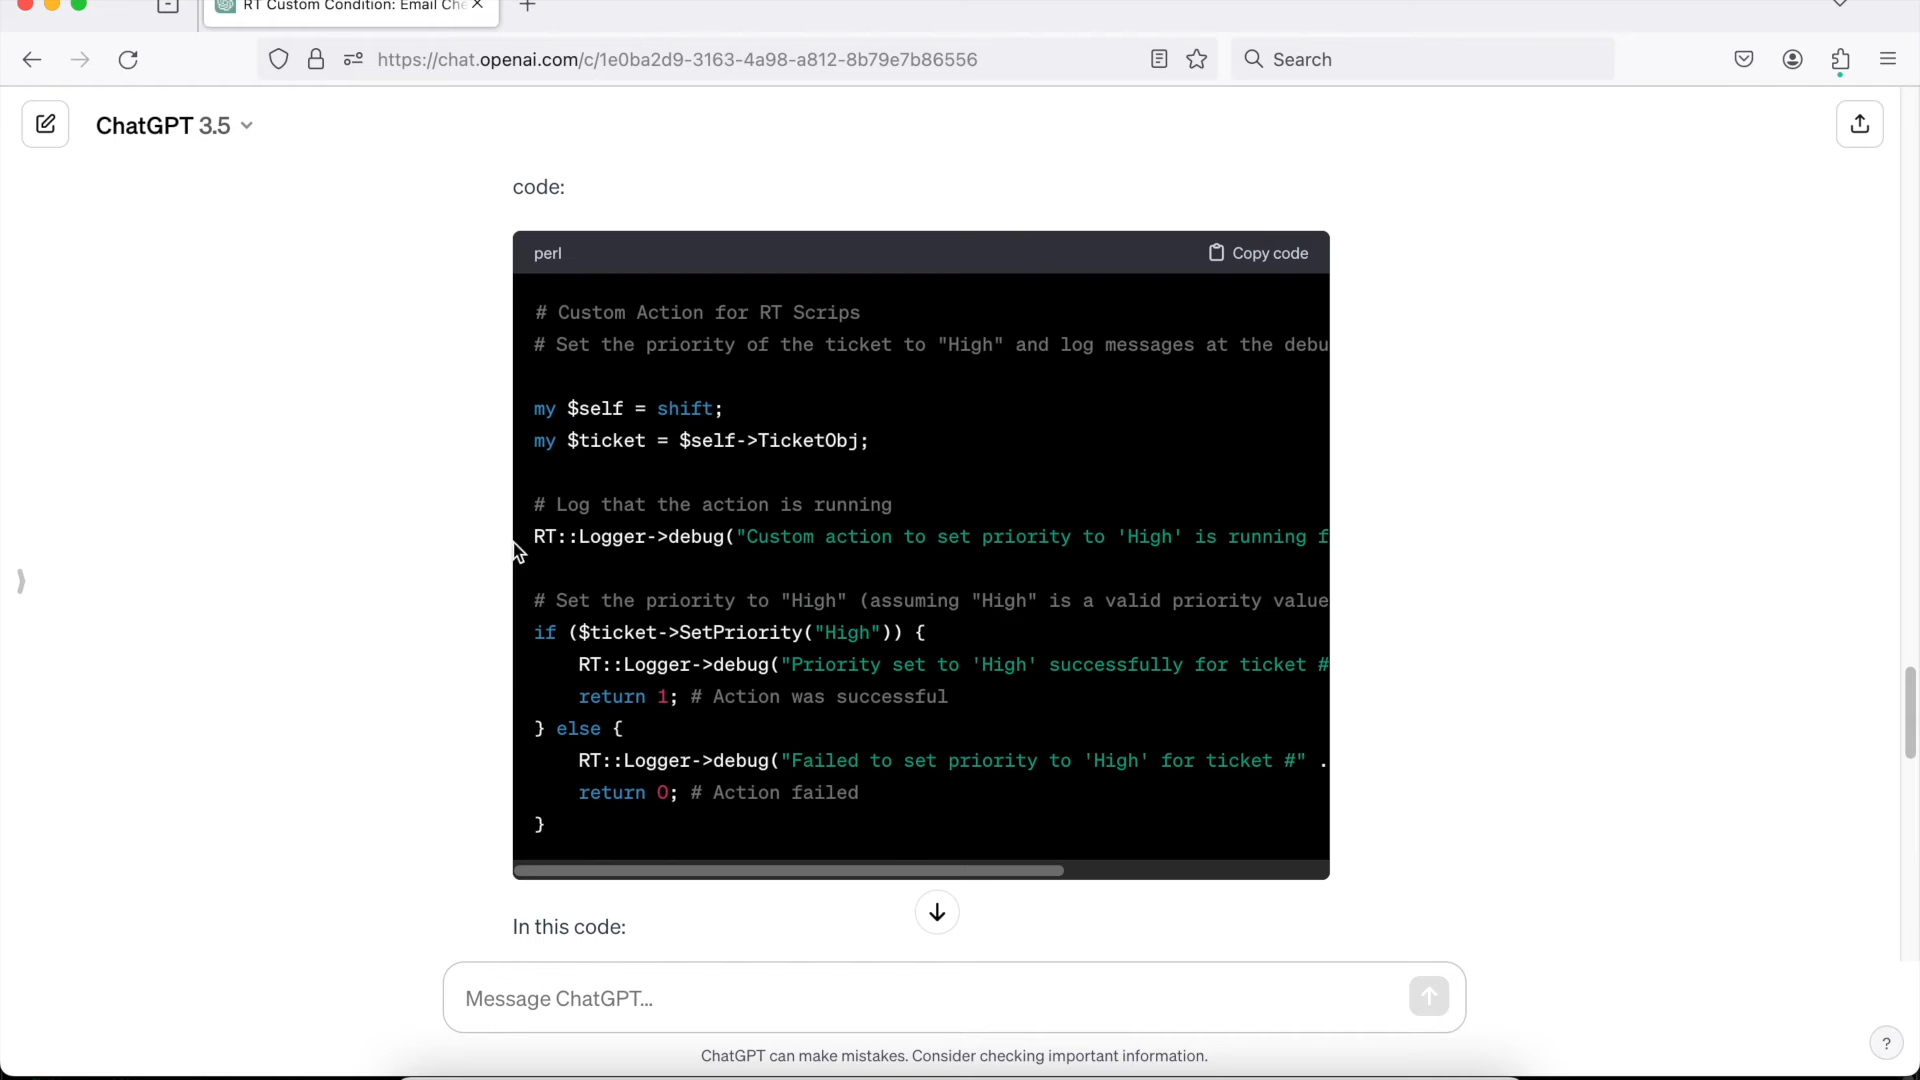 RT Custom Condition: Email Che
https://chat.openai.com/c/1e0ba2d9-3163-4a98-a812-8b79e7b86556
Search
ChatGPT 3.5
code:
perl
Copy code
# Custom Action for RT Scrips
# Set the priority of the ticket to "High" and log messages at the debu
my $self = shift;
my $ticket = $self->TicketObj;
# Log that the action is running
RT::Logger->debug("Custom action to set priority to 'High' is running f
# Set the priority to "High" (assuming "High" is a valid priority value
if ($ticket->SetPriority("High")) {
    RT::Logger->debug("Priority set to 'High' successfully for ticket #
    return 1; # Action was successful
} else {
    RT::Logger->debug("Failed to set priority to 'High' for ticket #" .
    return 0; # Action failed
}
In this code:
Message ChatGPT...
ChatGPT can make mistakes. Consider checking important information.
?